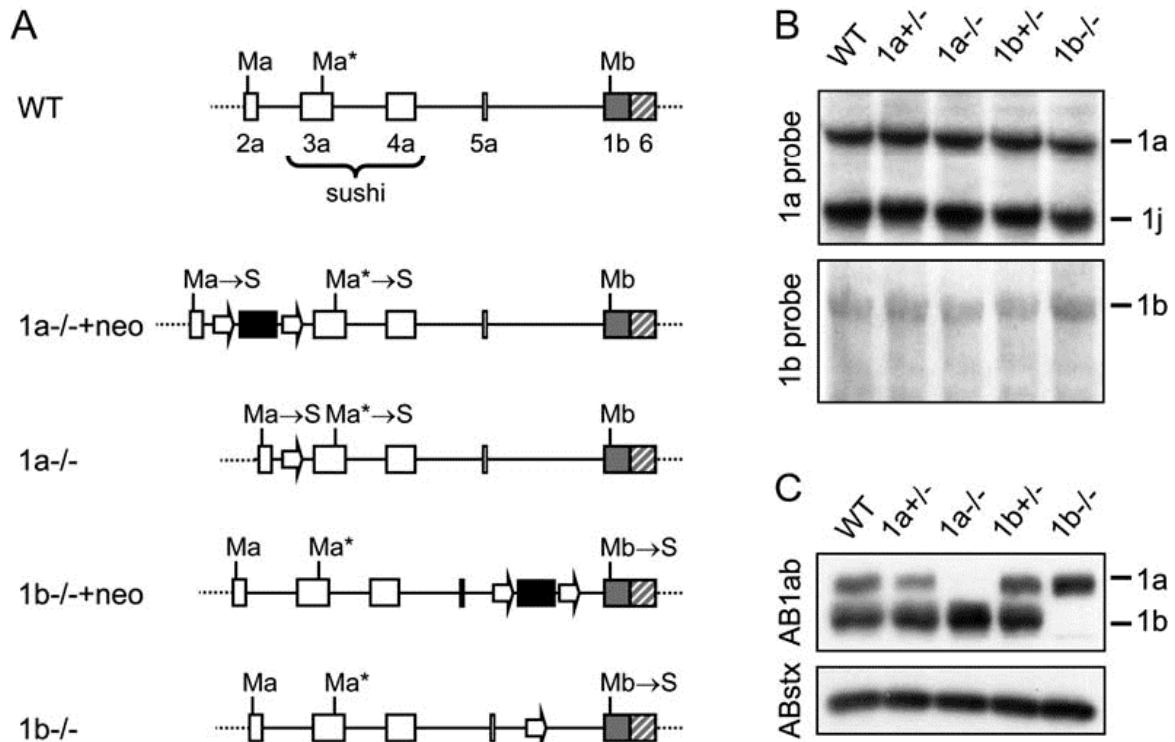 A
WT
Ma Ma* Mb
2a 3a 4a 5a 1b 6
sushi
1a-/-+neo
Ma→S Ma*→S Mb
1a-/-
Ma→S Ma*→S Mb
1b-/-+neo
Ma Ma* Mb→S
1b-/-
Ma Ma* Mb→S
B
WT 1a+/- 1a-/- 1b+/- 1b-/-
1a probe
1a
1j
1b probe
1b
C
WT 1a+/- 1a-/- 1b+/- 1b-/-
AB1ab
1a
1b
ABstx